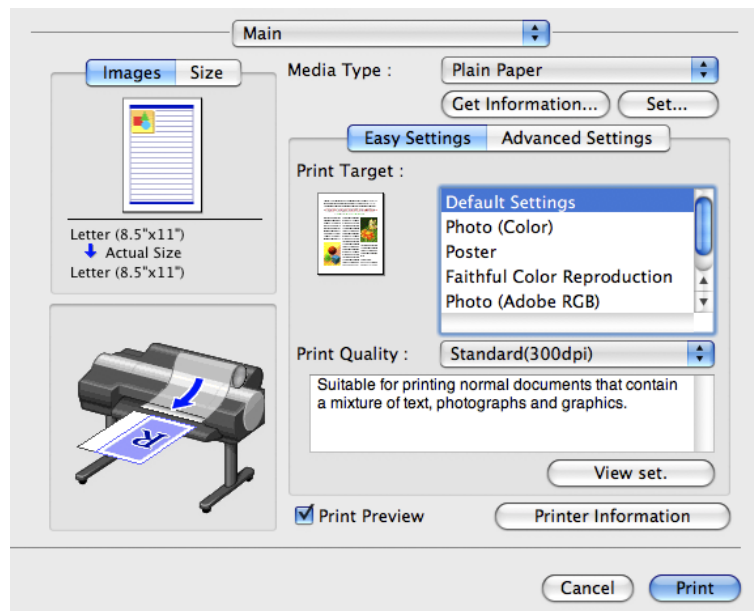 Main
Images Size
Letter (8.5"x11")
Actual Size
Letter (8.5"x11")
R
Media Type :
Plain Paper
Get Information...) Set...
Easy Settings Advanced Settings
Print Target :
Default Settings
Photo (Color)
Poster
Faithful Color Reproduction
Photo (Adobe RGB)
Print Quality :
Standard(300dpi)
Suitable for printing normal documents that contain
a mixture of text, photographs and graphics.
View set.
Print Preview
Printer Information
Cancel Print